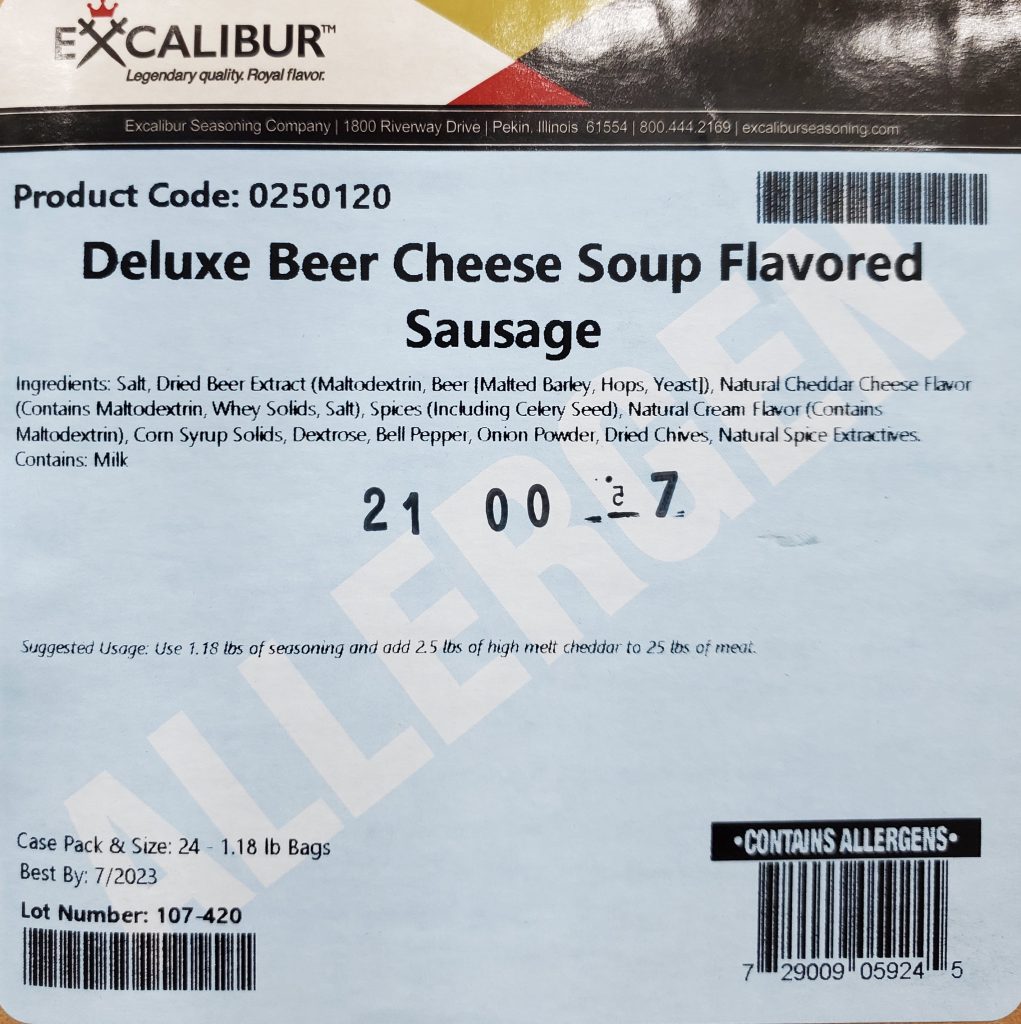 EXCALIBUR™
Legendary quality. Royal flavor.
Excalibur Seasoning Company | 1800 Riverway Drive | Pekin, Illinois 61554 | 800.444.2169 | excaliburseasoning.com
Product Code: 0250120
Deluxe Beer Cheese Soup Flavored
Sausage
Ingredients: Salt, Dried Beer Extract (Maltodextrin, Beer [Malted Barley, Hops, Yeast]), Natural Cheddar Cheese Flavor
(Contains Maltodextrin, Whey Solids, Salt), Spices (Including Celery Seed), Natural Cream Flavor (Contains
Maltodextrin), Corn Syrup Solids, Dextrose, Bell Pepper, Onion Powder, Dried Chives, Natural Spice Extractives.
Contains: Milk
21 00 7
ALLERGEN
Suggested Usage: Use 1.18 lbs of seasoning and add 2.5 lbs of high melt cheddar to 25 lbs of meat.
Case Pack & Size: 24 - 1.18 lb Bags
Best By: 7/2023
Lot Number: 107-420
•CONTAINS ALLERGENS•
7 29009 05924 5